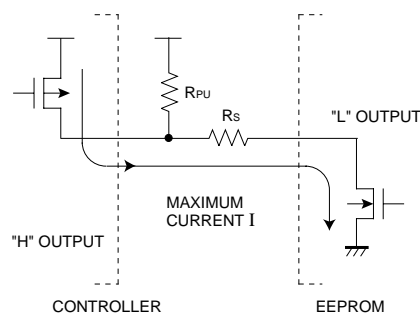 RPU
RS
"L" OUTPUT
MAXIMUM
CURRENT I
"H" OUTPUT
CONTROLLER
EEPROM